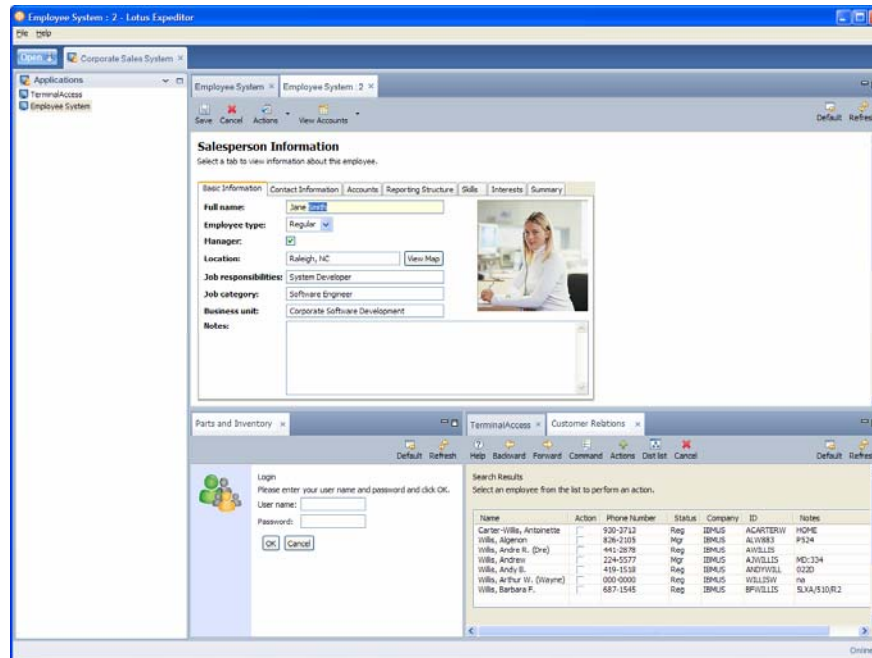 Employee System : 2 - Lotus Expeditor
File Help
Open Corporate Sales System ×
Applications
TerminalAccess
Employee System
Employee System × Employee System :2 ×
Save Cancel Actions View Accounts Default Refres
Salesperson Information
Select a tab to view information about this employee.
Basic Information Contact Information Accounts Reporting Structure Skills Interests Summary
Full name: Jane Smith
Employee type: Regular
Manager:
Location: Raleigh, NC View Map
Job responsibilities: System Developer
Job category: Software Engineer
Business unit: Corporate Software Development
Notes:
Parts and Inventory ×
Default Refresh
Login
Please enter your user name and password and click OK.
User name:
Password:
OK Cancel
TerminalAccess × Customer Relations ×
Help Backward Forward Command Actions Dist list Cancel Default Refres
Search Results
Select an employee from the list to perform an action.
Name Action Phone Number Status Company ID Notes
Carter-Willis, Antoinette 930-3713 Reg IBMUS ACARTERW HOME
Willis, Algenon 826-2105 Mgr IBMUS ALW883 P524
Willis, Andre R. (Dre) 441-2878 Reg IBMUS AWILLIS
Willis, Andrew 224-5577 Mgr IBMUS AJWILLIS MD:334
Willis, Andy B. 419-1518 Reg IBMUS ANDYWILL 022D
Willis, Arthur W. (Wayne) 000-0000 Reg IBMUS WILLISW na
Willis, Barbara F. 687-1545 Reg IBMUS BFWILLIS SLXA/510/R2
Online